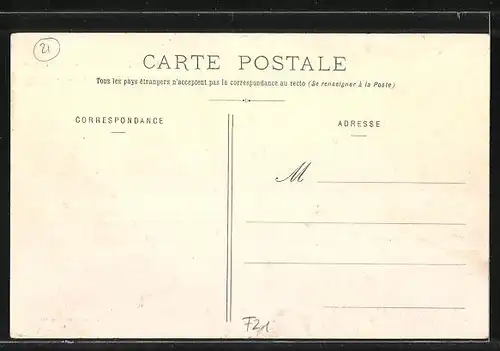 21
CARTE POSTALE
Tous les pays étrangers n'acceptent pas la correspondance au recto (Se renseigner à la Poste)
CORRESPONDANCE
ADRESSE
M
F21